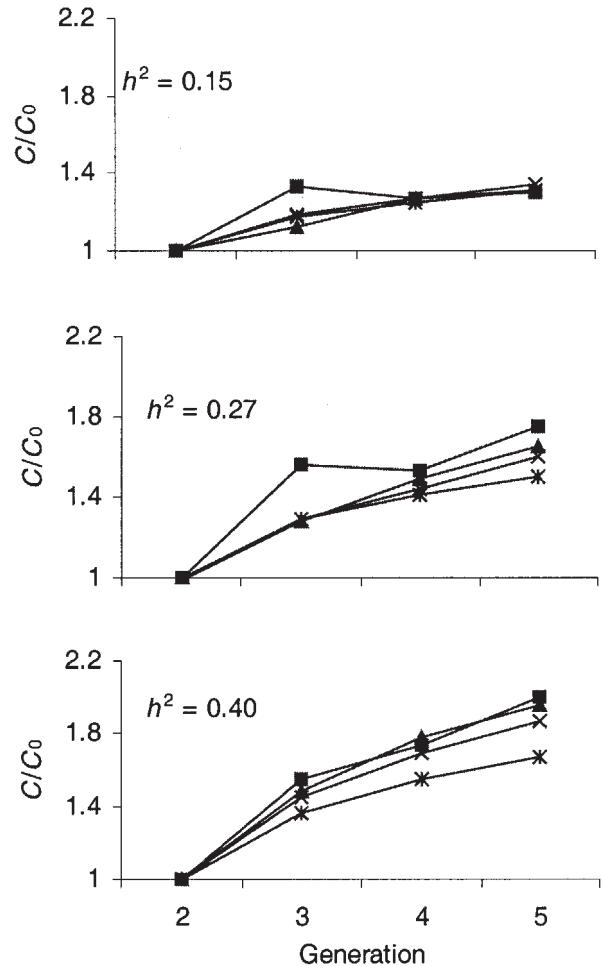 2.2
h² = 0.15
1.8
C/C₀
1.4
1
2.2
h² = 0.27
1.8
C/C₀
1.4
1
2.2
h² = 0.40
1.8
C/C₀
1.4
1
2 3 4 5
Generation